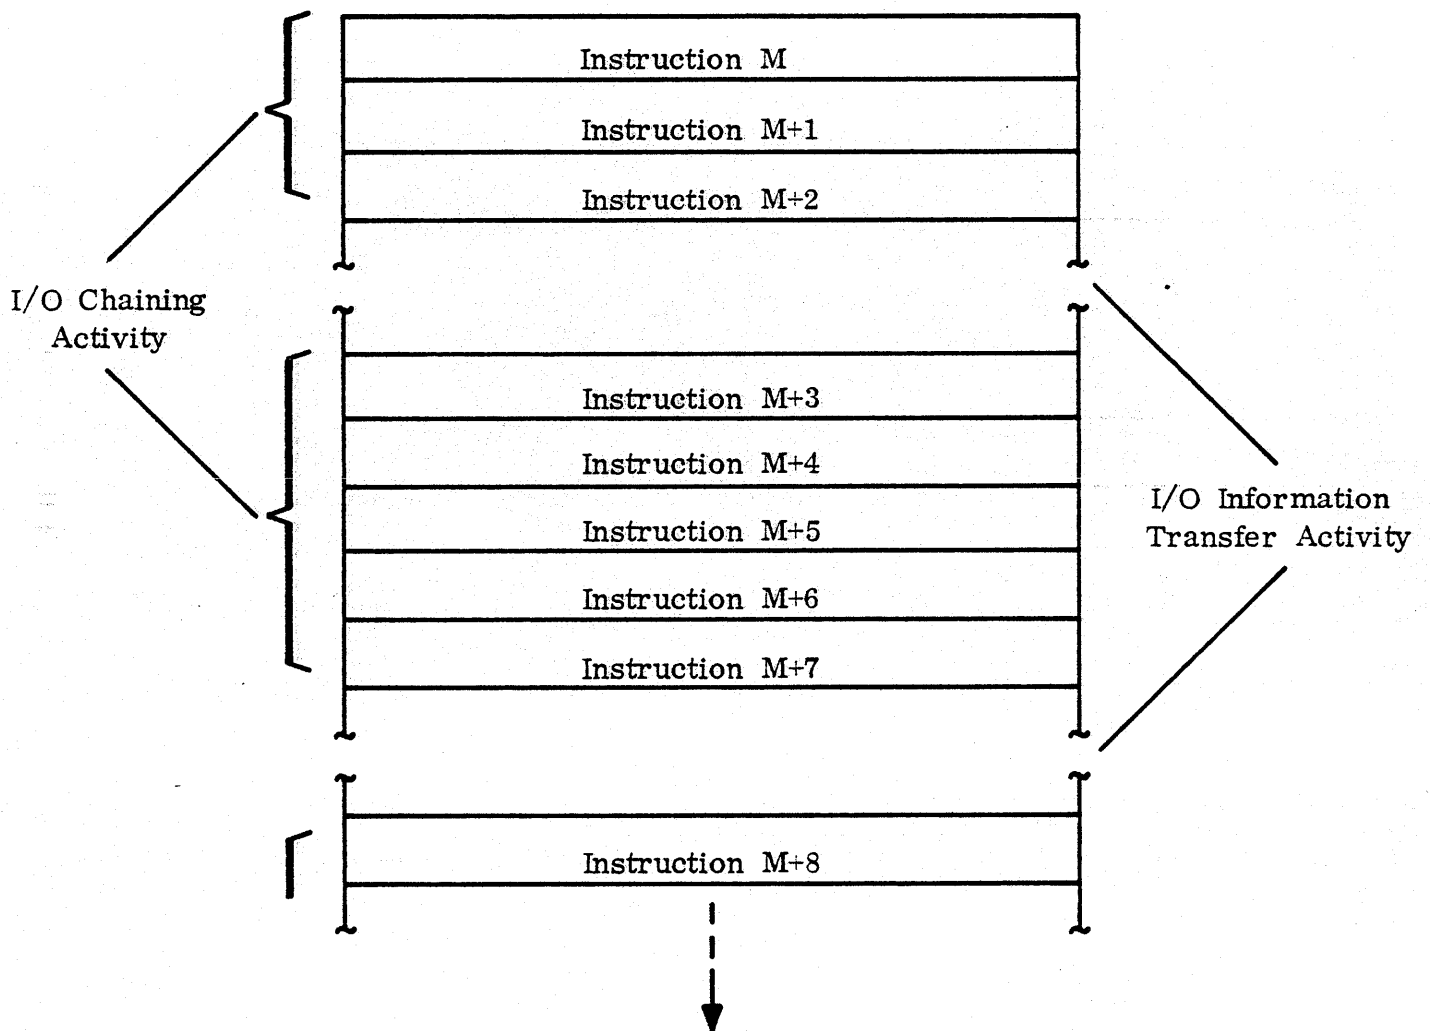 Instruction M
Instruction M+1
Instruction M+2
I/O Chaining
Activity
Instruction M+3
Instruction M+4
Instruction M+5
Instruction M+6
Instruction M+7
I/O Information
Transfer Activity
Instruction M+8